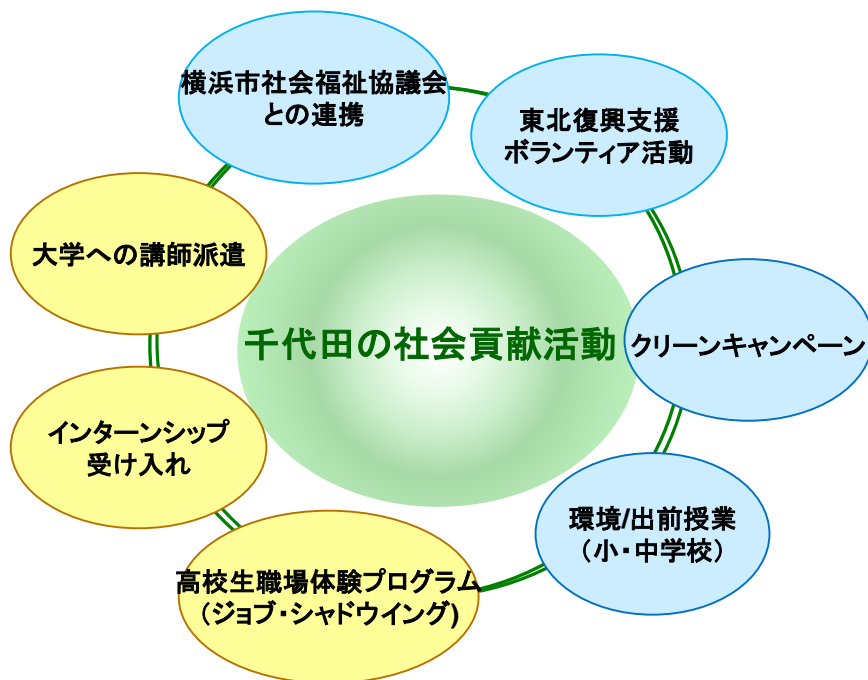 横浜市社会福祉協議会
との連携
東北復興支援
ボランティア活動
大学への講師派遣
千代田の社会貢献活動
クリーンキャンペーン
インターンシップ
受け入れ
環境/出前授業
（小・中学校）
高校生職場体験プログラム
（ジョブ・シャドウイング)